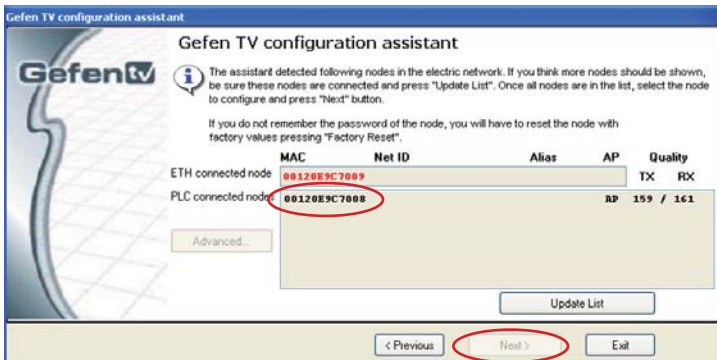 Gefen TV configuration assistant
Gefen TV configuration assistant
Gefen tv
The assistant detected following nodes in the electric network. If you think more nodes should be shown,
be sure these nodes are connected and press "Update List". Once all nodes are in the list, select the node
to configure and press "Next" button.
If you do not remember the password of the node, you will have to reset the node with
factory values pressing "Factory Reset".
MAC Net ID Alias AP Quality
ETH connected node 00120E9C7009 TX RX
PLC connected nodes 00120E9C7008 AP 159 / 161
Advanced...
Update List
< Previous Next > Exit